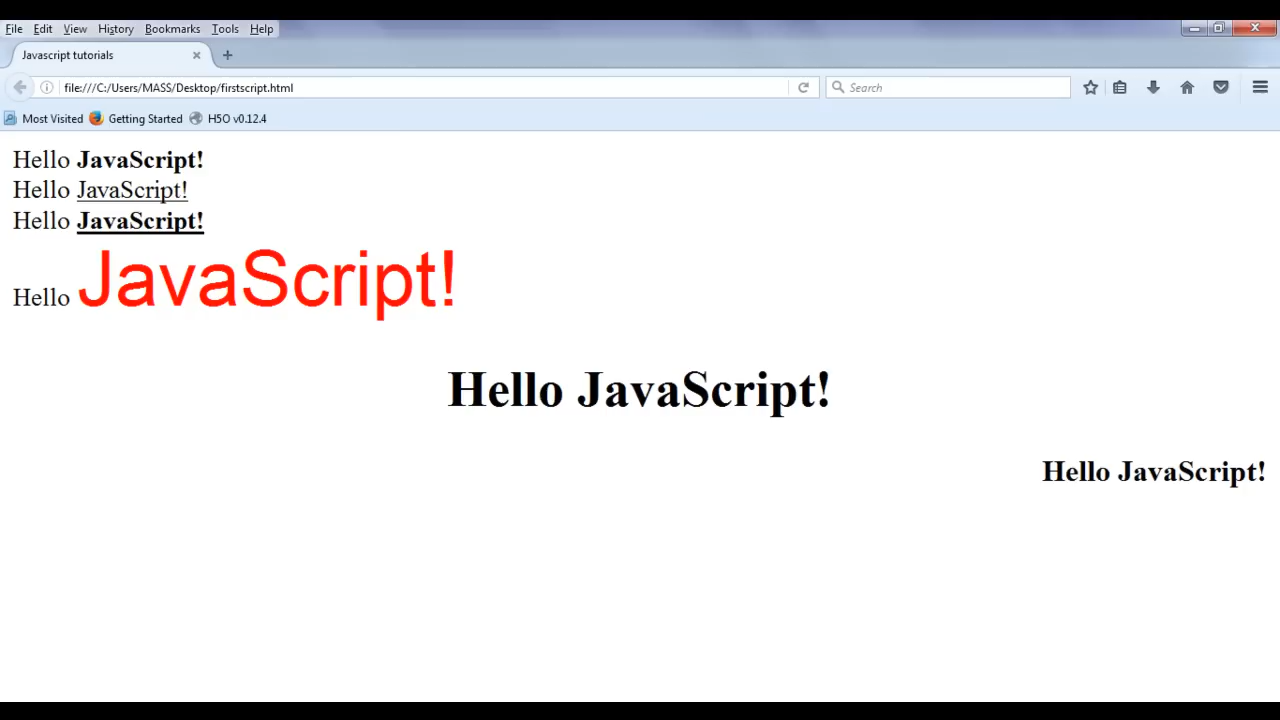 File Edit View History Bookmarks Tools Help
Javascript tutorials
file:///C:/Users/MASS/Desktop/firstscript.html Search
Most Visited Getting Started H5O v0.12.4
Hello JavaScript!
Hello JavaScript!
Hello JavaScript!
Hello JavaScript!
Hello JavaScript!
Hello JavaScript!